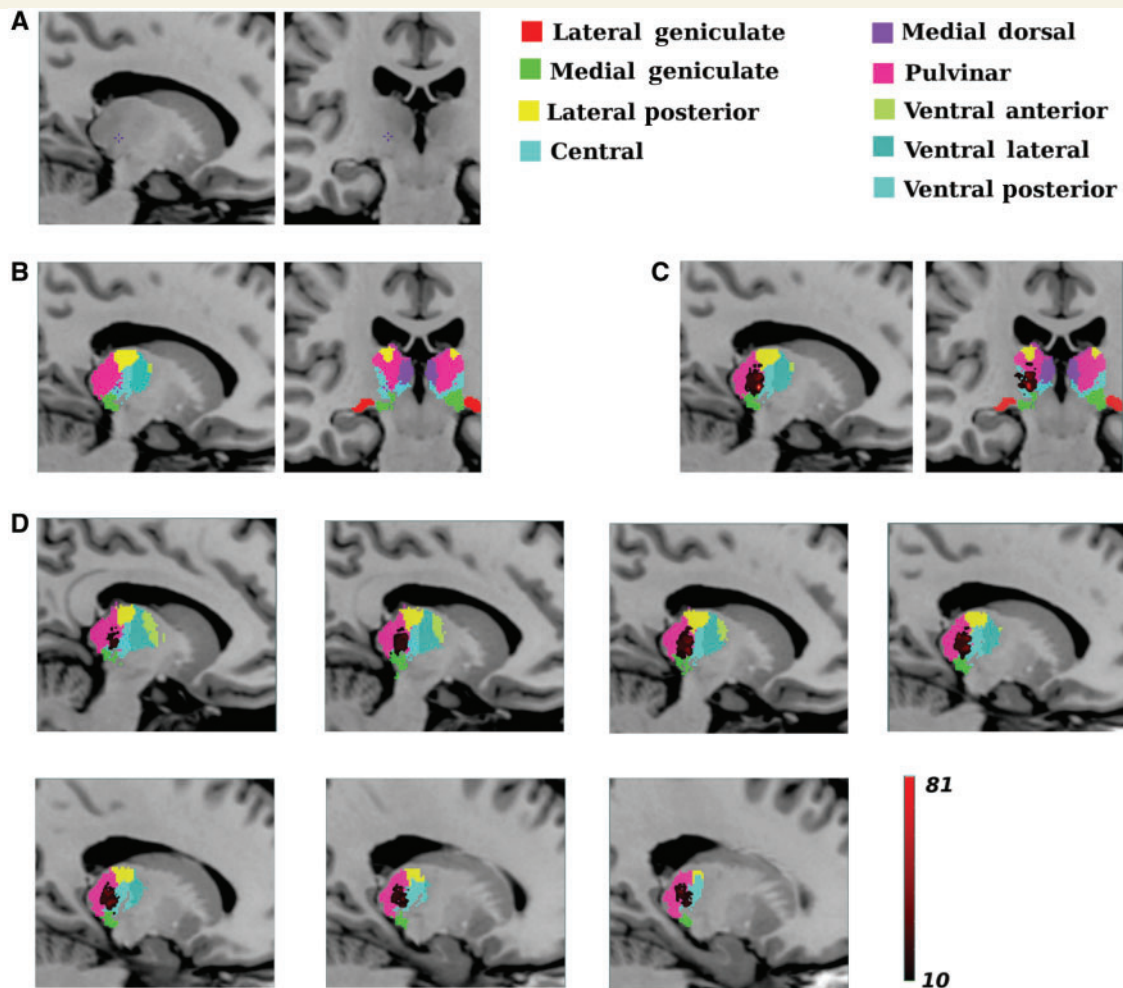 A
Lateral geniculate
Medial geniculate
Lateral posterior
Central
Medial dorsal
Pulvinar
Ventral anterior
Ventral lateral
Ventral posterior
B
C
D
81
10